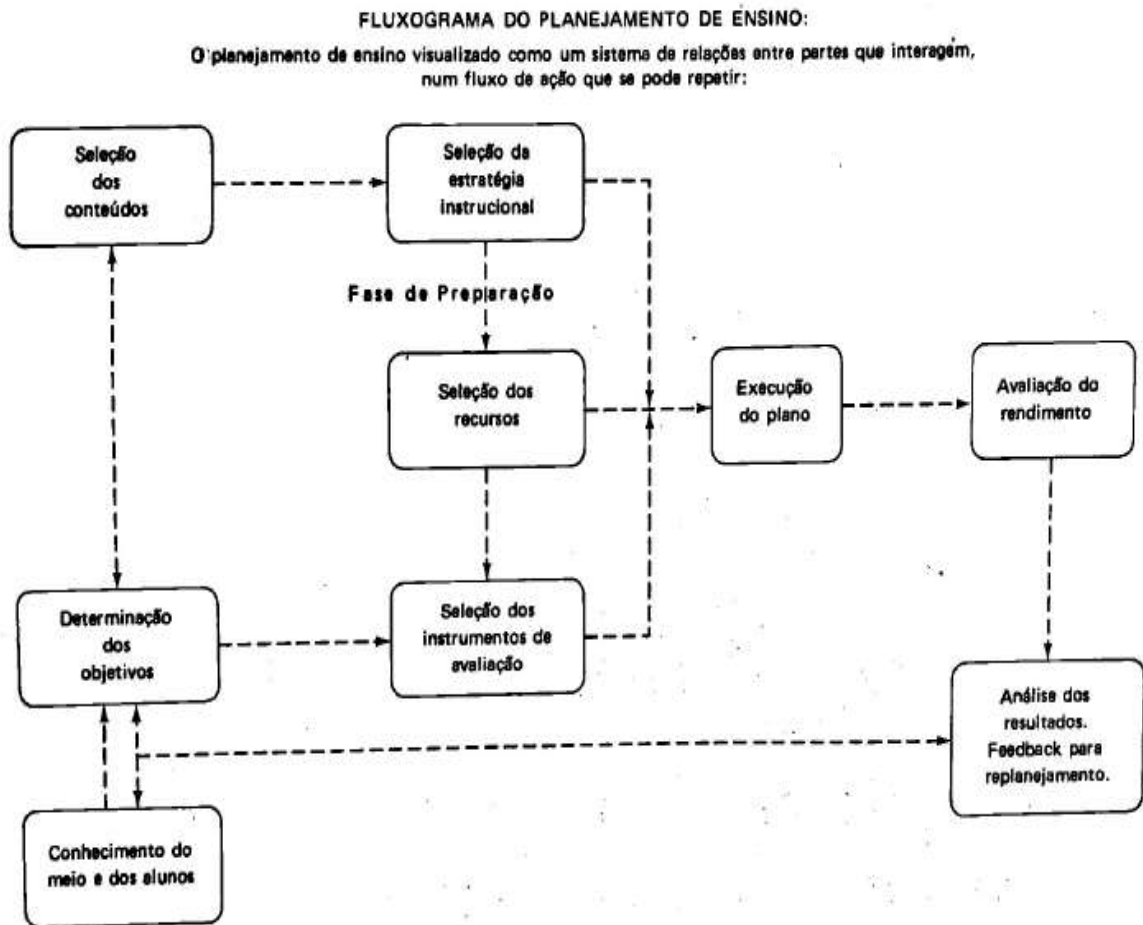 FLUXOGRAMA DO PLANEJAMENTO DE ENSINO:
O planejamento de ensino visualizado como um sistema de relações entre partes que interagem,
num fluxo de ação que se pode repetir:
Seleção
dos
conteúdos
Seleção da
estratégia
instrucional
Fase de Preparação
Seleção dos
recursos
Execução
do plano
Avaliação do
rendimento
Determinação
dos
objetivos
Seleção dos
instrumentos de
avaliação
Análise dos
resultados.
Feedback para
replanejamento.
Conhecimento do
meio e dos alunos